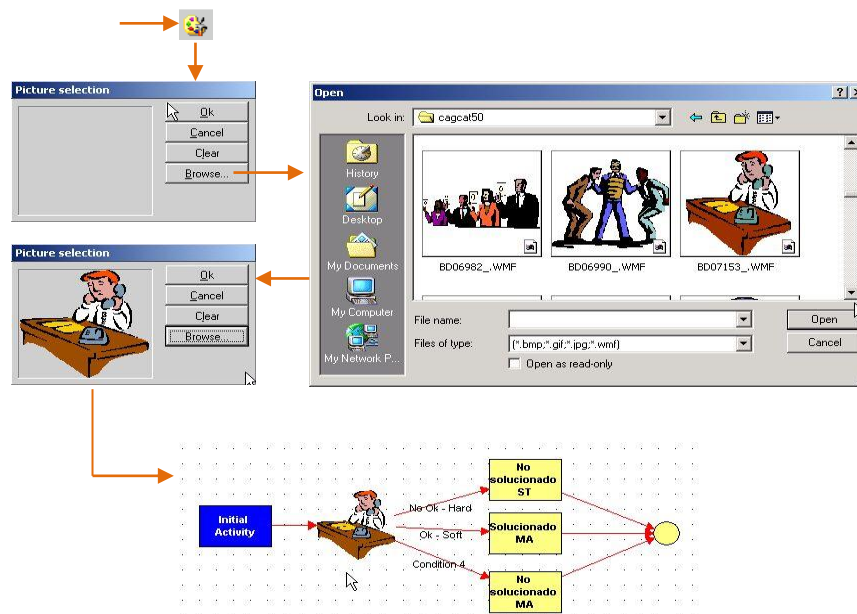 Picture selection
Ok
Cancel
Clear
Browse...
Open
Look in:
cagcat50
History
Desktop
My Documents
My Computer
My Network P...
BD06982_.WMF
BD06990_.WMF
BD07153_.WMF
File name:
Open
Files of type:
(*.bmp;*.gif;*.jpg;*.wmf)
Cancel
Open as read-only
Picture selection
Ok
Cancel
Clear
Browse...
Initial
Activity
No Ok - Hard
Ok - Soft
Condition 4
No
solucionado
ST
Solucionado
MA
No
solucionado
MA